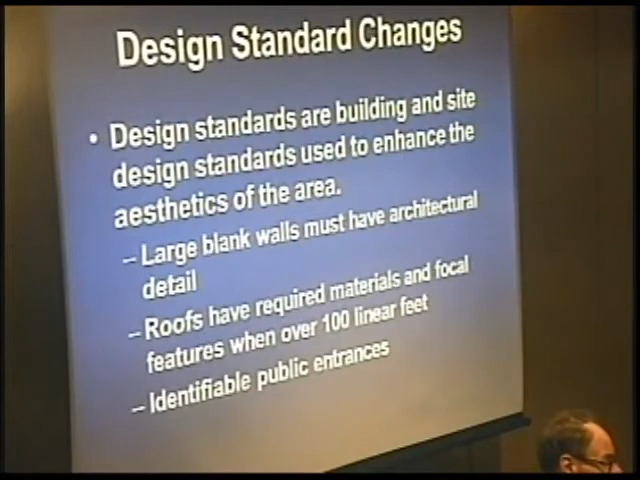 Design Standard Changes
• Design standards are building and site
design standards used to enhance the
aesthetics of the area.
– Large blank walls must have architectural
detail
– Roofs have required materials and focal
features when over 100 linear feet
– Identifiable public entrances